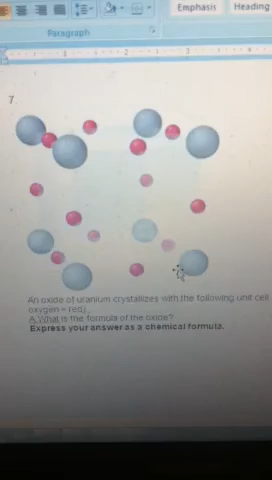 Emphasis Heading
Paragraph
7
An oxide of uranium crystallizes with the following unit cell
oxygen = red).
A.What is the formula of the oxide?
Express your answer as a chemical formula.